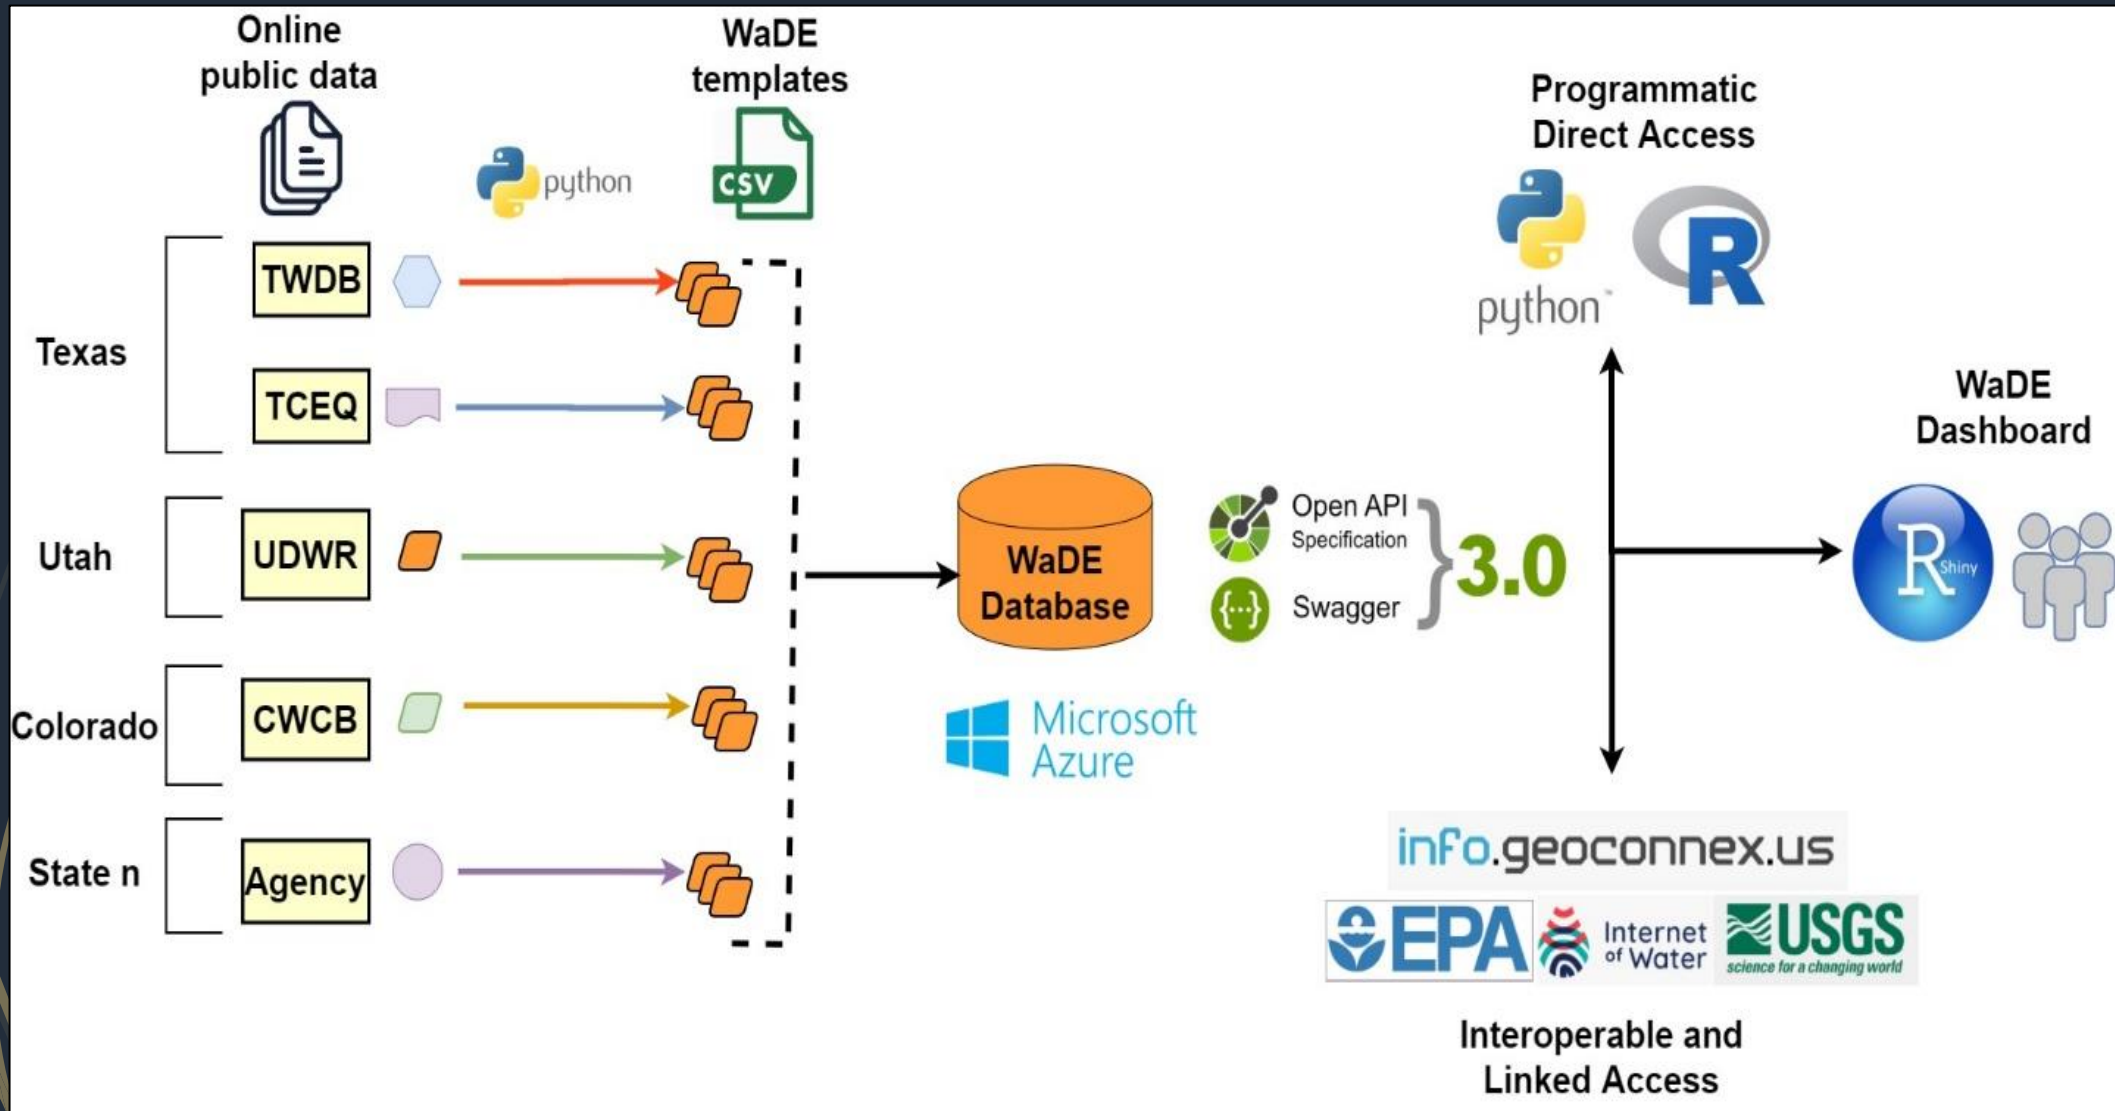 Online
public data
WaDE
templates
python
CSV
Texas
TWDB
TCEQ
Utah
UDWR
Colorado
CWCB
State n
Agency
WaDE
Database
Microsoft
Azure
Open API
Specification
{...}
Swagger
3.0
Programmatic
Direct Access
python™
R
WaDE
Dashboard
R Shiny
info.geoconnex.us
EPA
Internet
of Water
USGS
science for a changing world
Interoperable and
Linked Access